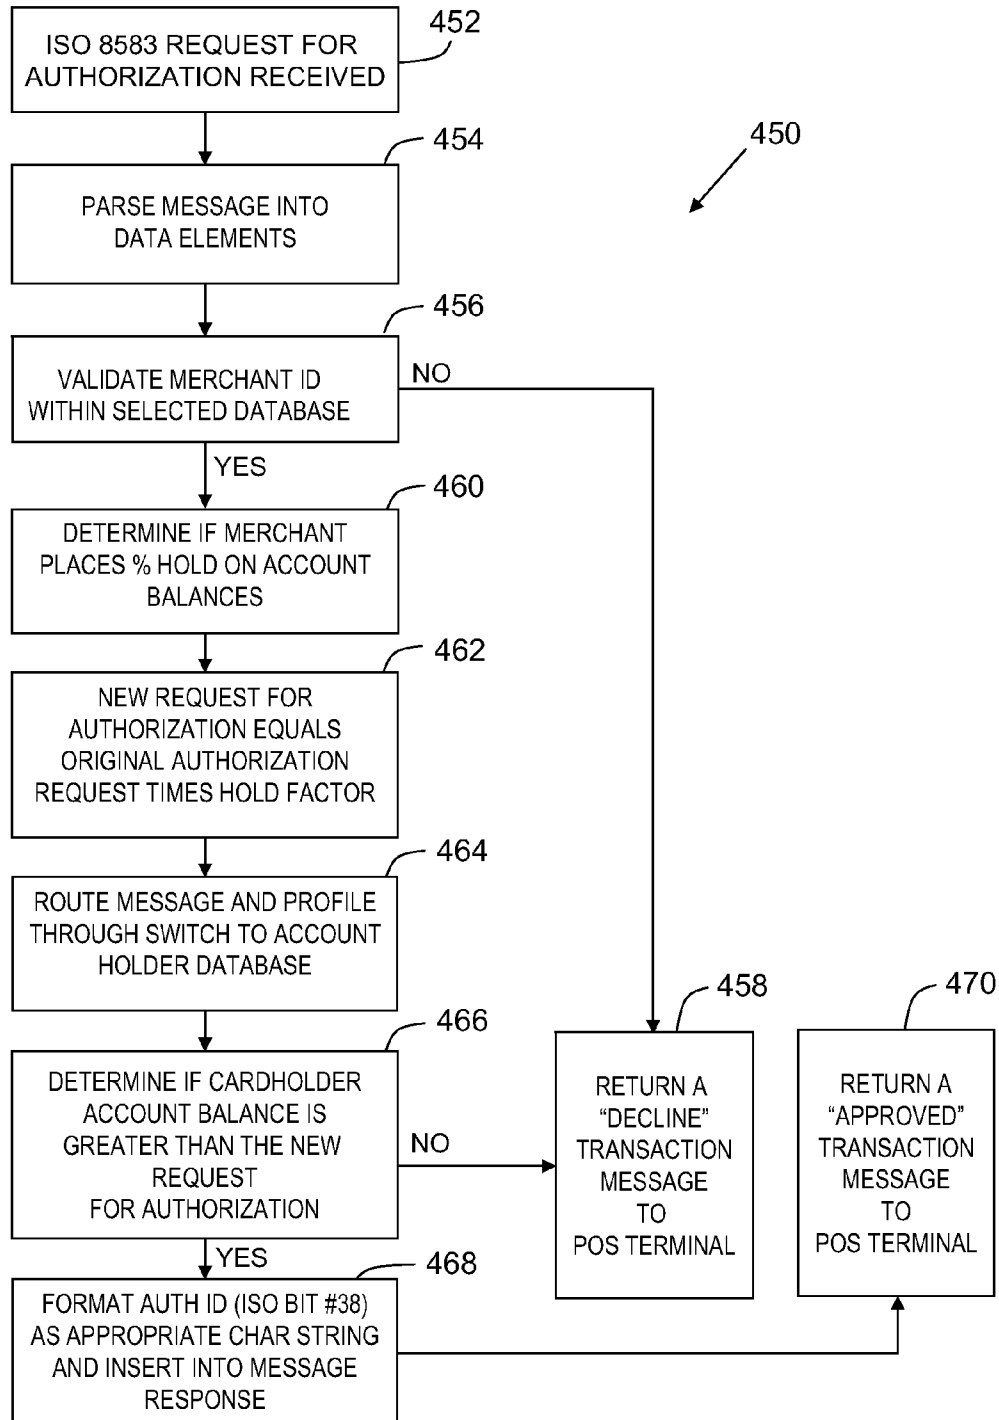 452
ISO 8583 REQUEST FOR
AUTHORIZATION RECEIVED
454
450
PARSE MESSAGE INTO
DATA ELEMENTS
456
VALIDATE MERCHANT ID
WITHIN SELECTED DATABASE
NO
YES
460
DETERMINE IF MERCHANT
PLACES % HOLD ON ACCOUNT
BALANCES
462
NEW REQUEST FOR
AUTHORIZATION EQUALS
ORIGINAL AUTHORIZATION
REQUEST TIMES HOLD FACTOR
464
ROUTE MESSAGE AND PROFILE
THROUGH SWITCH TO ACCOUNT
HOLDER DATABASE
466
DETERMINE IF CARDHOLDER
ACCOUNT BALANCE IS
GREATER THAN THE NEW
REQUEST
FOR AUTHORIZATION
NO
YES
458
RETURN A
“DECLINE”
TRANSACTION
MESSAGE
TO
POS TERMINAL
470
RETURN A
“APPROVED”
TRANSACTION
MESSAGE
TO
POS TERMINAL
468
FORMAT AUTH ID (ISO BIT #38)
AS APPROPRIATE CHAR STRING
AND INSERT INTO MESSAGE
RESPONSE